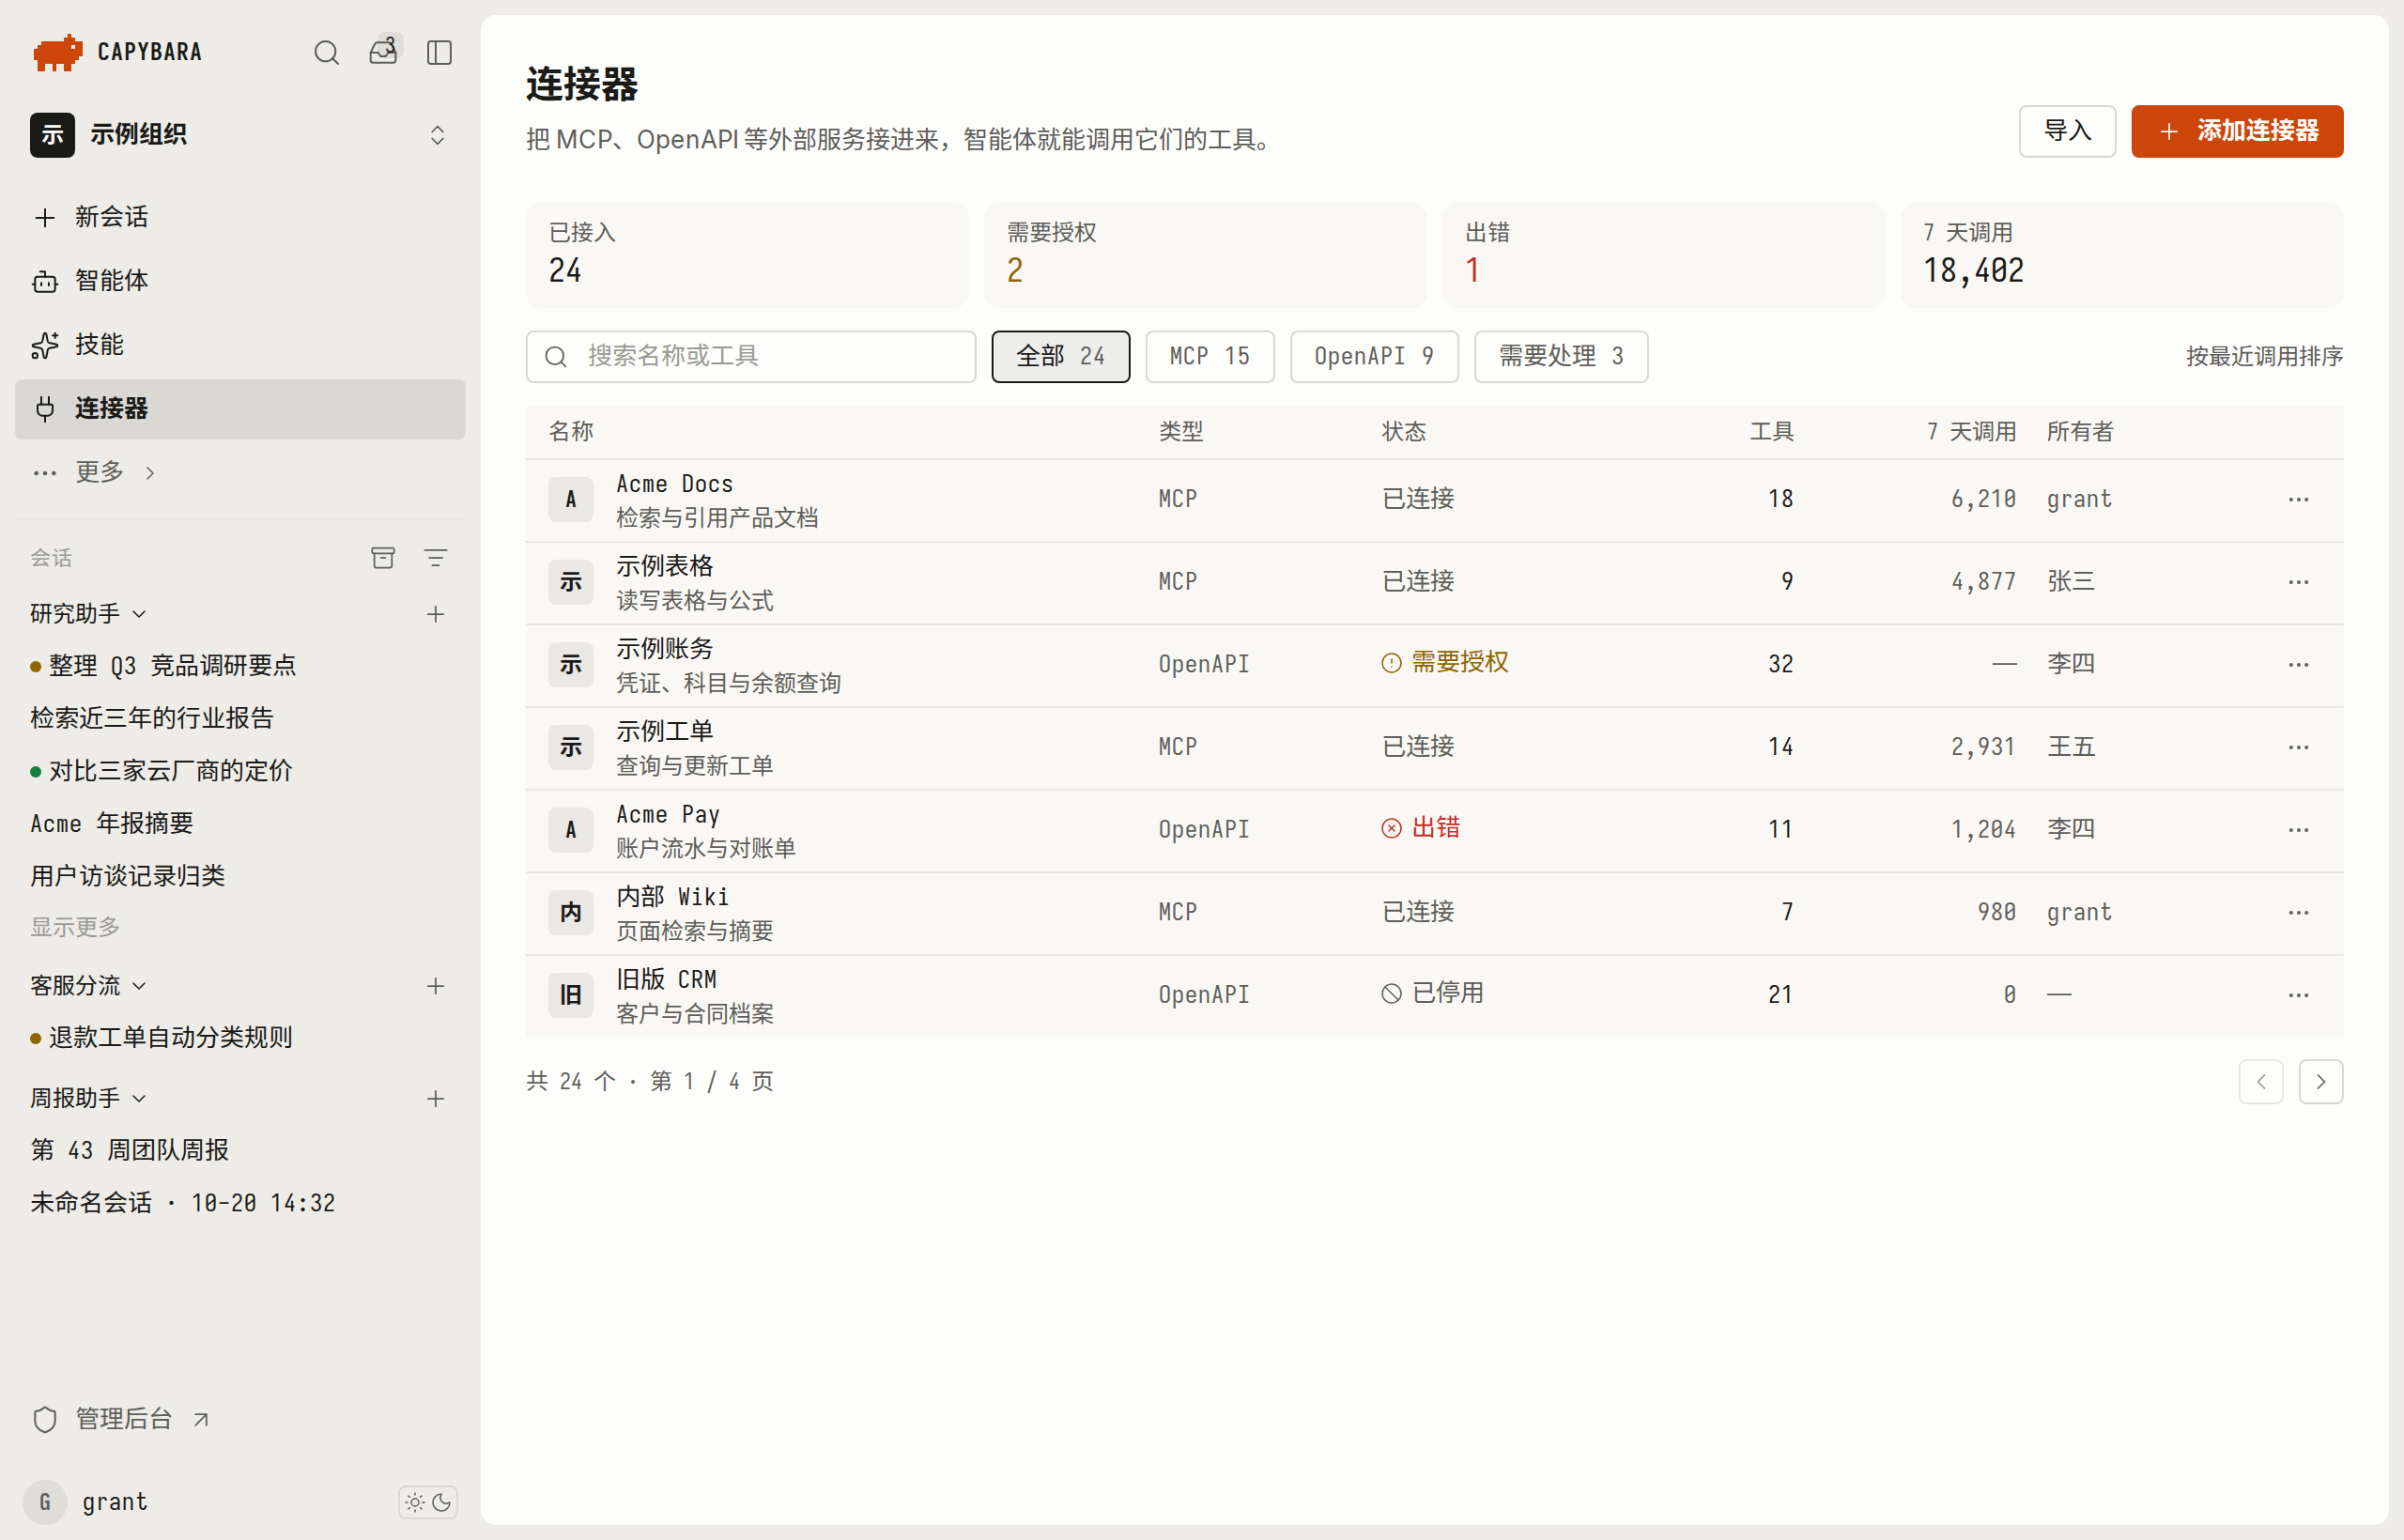 CAPYBARA
3
示 示例组织
新会话
智能体
技能
连接器
更多
会话
研究助手
整理 Q3 竞品调研要点
检索近三年的行业报告
对比三家云厂商的定价
Acme 年报摘要
用户访谈记录归类
显示更多
客服分流
退款工单自动分类规则
周报助手
第 43 周团队周报
未命名会话 · 10-20 14:32
管理后台
G grant
连接器
把 MCP、OpenAPI 等外部服务接进来，智能体就能调用它们的工具。
导入 添加连接器
已接入 需要授权 出错 7 天调用
24 2 1 18,402
搜索名称或工具 全部 24 MCP 15 OpenAPI 9 需要处理 3 按最近调用排序
名称 类型 状态 工具 7 天调用 所有者
A Acme Docs MCP 已连接 18 6,210 grant
检索与引用产品文档
示 示例表格 MCP 已连接 9 4,877 张三
读写表格与公式
示 示例账务 OpenAPI 需要授权 32 — 李四
凭证、科目与余额查询
示 示例工单 MCP 已连接 14 2,931 王五
查询与更新工单
A Acme Pay OpenAPI 出错 11 1,204 李四
账户流水与对账单
内 内部 Wiki MCP 已连接 7 980 grant
页面检索与摘要
旧 旧版 CRM OpenAPI 已停用 21 0 —
客户与合同档案
共 24 个 · 第 1 / 4 页